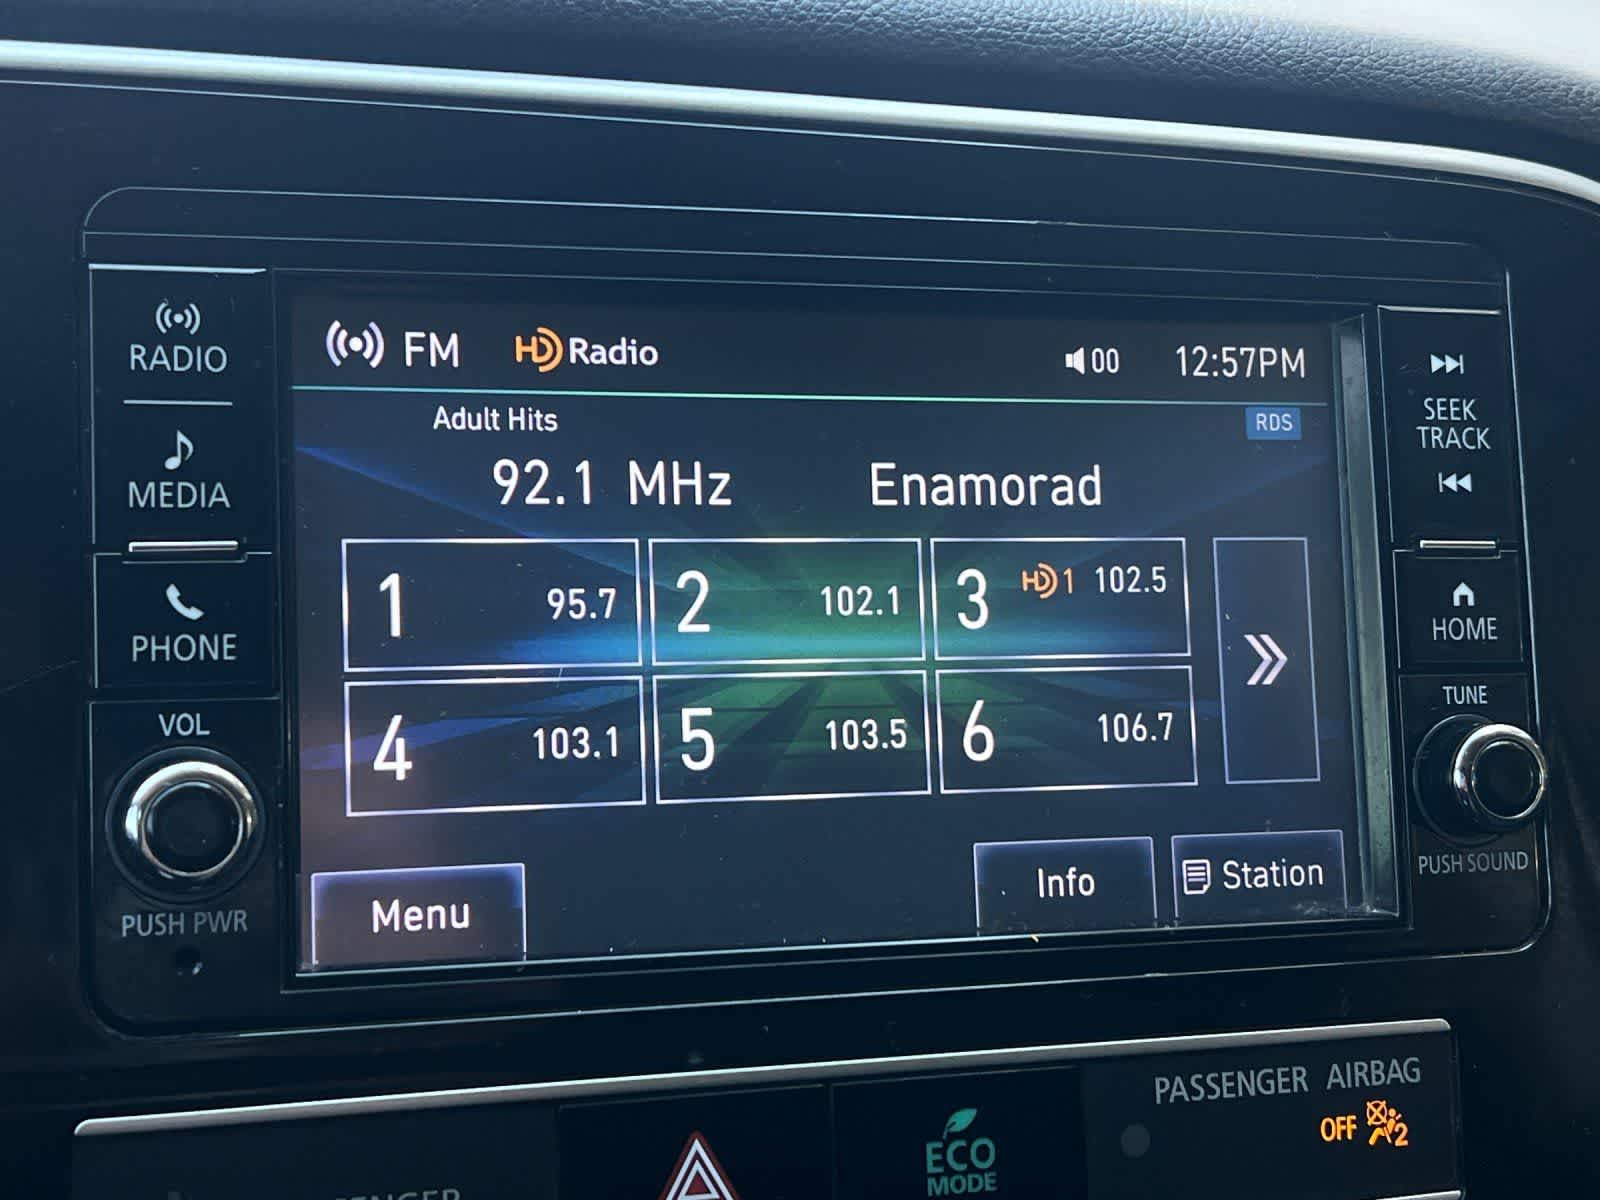 RADIO
MEDIA
PHONE
VOL
PUSH PWR
FM HD Radio 00 12:57PM
Adult Hits RDS
92.1 MHz Enamorad
1 95.7 2 102.1 3 HD1 102.5
4 103.1 5 103.5 6 106.7
Menu Info Station
SEEK
TRACK
HOME
TUNE
PUSH SOUND
PASSENGER AIRBAG
OFF 2
ECO
MODE